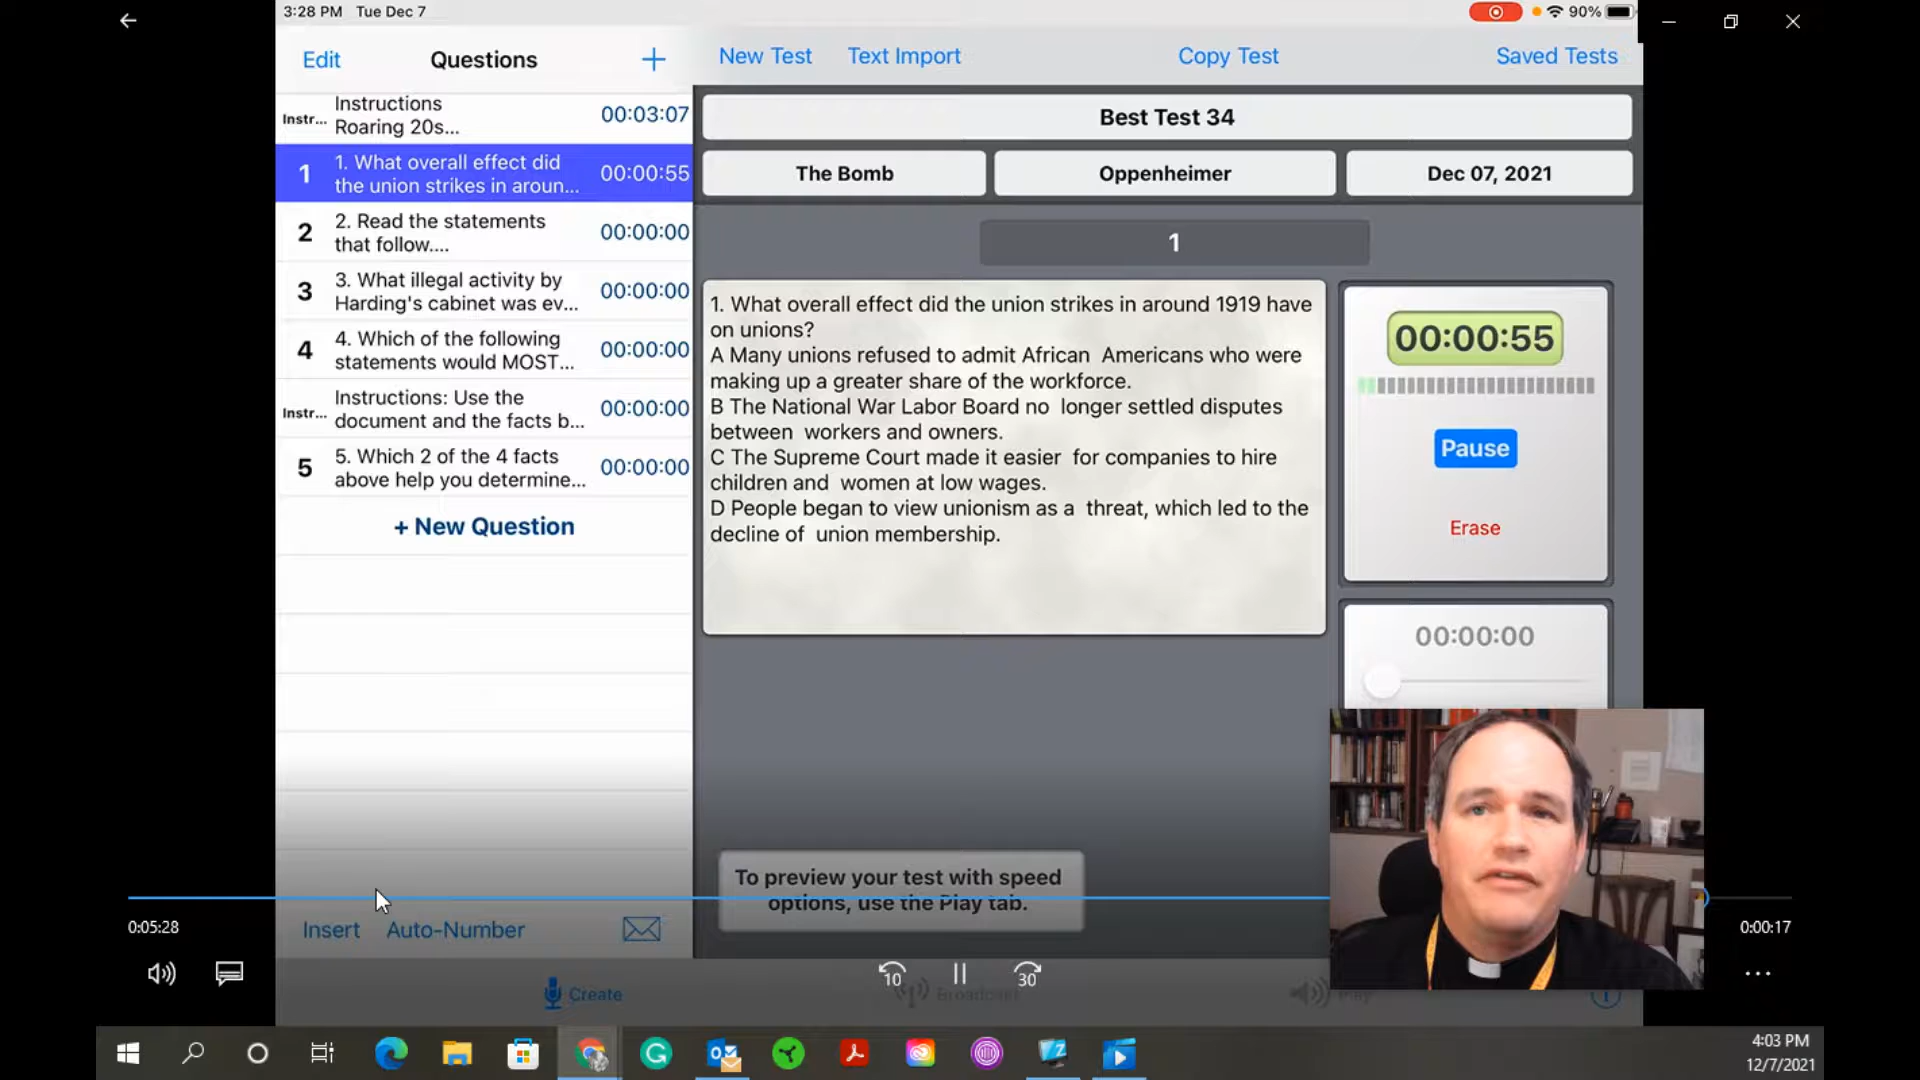 3:28 PM Tue Dec 7
90%
Edit
Questions
New Test
Text Import
Copy Test
Saved Tests
Instr...
Instructions
Roaring 20s...
00:03:07
1
1. What overall effect did
the union strikes in aroun...
00:00:55
2
2. Read the statements
that follow....
00:00:00
3
3. What illegal activity by
Harding's cabinet was ev...
00:00:00
4
4. Which of the following
statements would MOST...
00:00:00
Instr...
Instructions: Use the
document and the facts b...
00:00:00
5
5. Which 2 of the 4 facts
above help you determine...
00:00:00
+ New Question
Best Test 34
The Bomb
Oppenheimer
Dec 07, 2021
1
1. What overall effect did the union strikes in around 1919 have
on unions?
A Many unions refused to admit African Americans who were
making up a greater share of the workforce.
B The National War Labor Board no longer settled disputes
between workers and owners.
C The Supreme Court made it easier for companies to hire
children and women at low wages.
D People began to view unionism as a threat, which led to the
decline of union membership.
00:00:55
Pause
Erase
00:00:00
To preview your test with speed
options, use the Play tab.
0:05:28
Insert
Auto-Number
0:00:17
10
30
Create
Broadcast
4:03 PM
12/7/2021